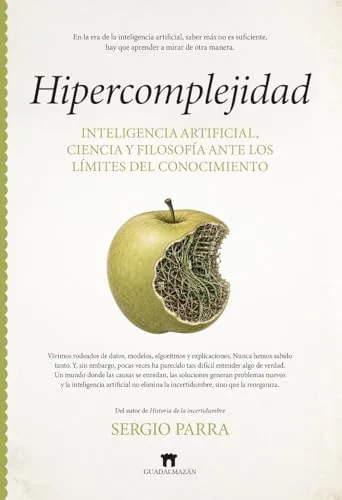 En la era de la inteligencia artificial, saber más no es suficiente,
hay que aprender a mirar de otra manera.
Hipercomplejidad
INTELIGENCIA ARTIFICIAL,
CIENCIA Y FILOSOFÍA ANTE LOS
LÍMITES DEL CONOCIMIENTO
Vivimos rodeados de datos, modelos, algoritmos y explicaciones. Nunca hemos sabido
tanto. Y, sin embargo, pocas veces ha parecido tan difícil entender algo de verdad.
Un mundo donde las causas se enredan, las soluciones generan problemas nuevos
y la inteligencia artificial no elimina la incertidumbre, sino que la reorganiza.
Del autor de Historia de la incertidumbre
SERGIO PARRA
GUADALMAZÁN